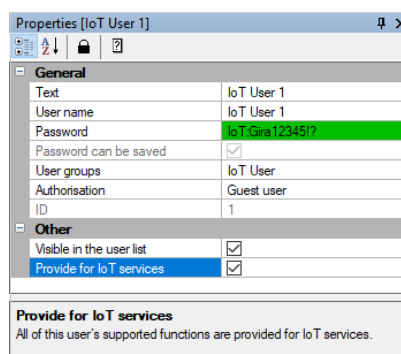 Properties [IoT User 1]
General
Text IoT User 1
User name IoT User 1
Password IoT:Gira12345!?
Password can be saved
User groups IoT User
Authorisation Guest user
ID 1
Other
Visible in the user list
Provide for IoT services
Provide for IoT services
All of this user's supported functions are provided for IoT services.